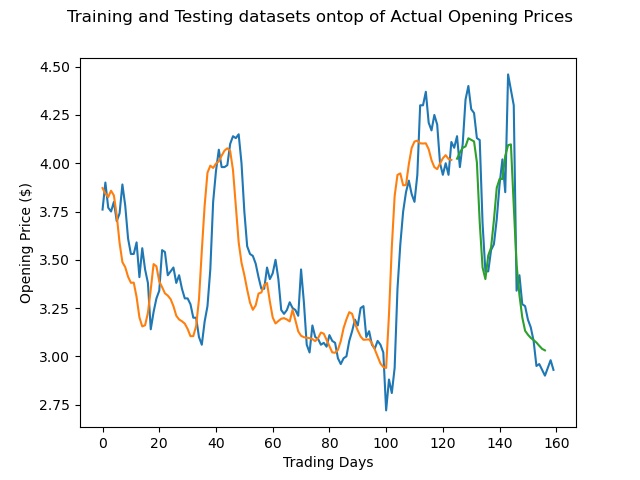 Training and Testing datasets ontop of Actual Opening Prices
4.50
4.25
4.00
3.75
3.50
3.25
3.00
2.75
Opening Price ($)
0 20 40 60 80 100 120 140 160
Trading Days